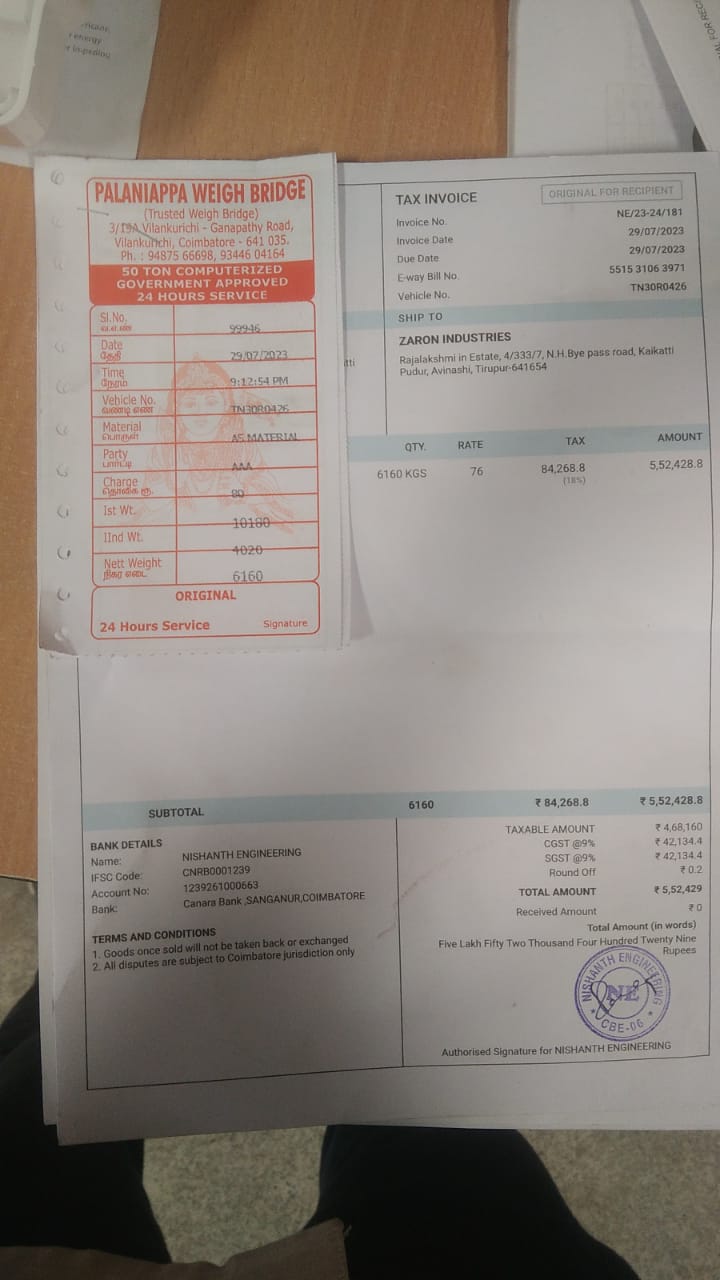 ricant,
energy
r impeding
PALANIAPPA WEIGH BRIDGE
(Trusted Weigh Bridge)
3/19A Vilankurichi - Ganapathy Road,
Vilankurichi, Coimbatore - 641 035.
Ph. : 94875 66698, 93446 04164
50 TON COMPUTERIZED
GOVERNMENT APPROVED
24 HOURS SERVICE
Sl.No. 99946
வ.எண்
Date 29/07/2023
தேதி
Time 9:12:54 PM
நேரம்
Vehicle No. TN30R0426
வண்டி எண்
Material AS MATERIAL
பொருள்
Party AAA
பார்ட்டி
Charge 80
தொகை ரூ.
Ist Wt. 10180
IInd Wt. 4020
Nett Weight 6160
நிகர எடை
ORIGINAL
24 Hours Service Signature
TAX INVOICE ORIGINAL FOR RECIPIENT
Invoice No. NE/23-24/181
Invoice Date 29/07/2023
Due Date 29/07/2023
E-way Bill No. 5515 3106 3971
Vehicle No. TN30R0426
SHIP TO
ZARON INDUSTRIES
Rajalakshmi in Estate, 4/333/7, N.H.Bye pass road, Kaikatti
Pudur, Avinashi, Tirupur-641654
QTY. RATE TAX AMOUNT
6160 KGS 76 84,268.8 5,52,428.8
(18%)
SUBTOTAL 6160 ₹ 84,268.8 ₹ 5,52,428.8
BANK DETAILS
Name: NISHANTH ENGINEERING
IFSC Code: CNRB0001239
Account No: 1239261000663
Bank: Canara Bank ,SANGANUR,COIMBATORE
TERMS AND CONDITIONS
1. Goods once sold will not be taken back or exchanged
2. All disputes are subject to Coimbatore jurisdiction only
TAXABLE AMOUNT ₹ 4,68,160
CGST @9% ₹ 42,134.4
SGST @9% ₹ 42,134.4
Round Off ₹ 0.2
TOTAL AMOUNT ₹ 5,52,429
Received Amount ₹ 0
Total Amount (in words)
Five Lakh Fifty Two Thousand Four Hundred Twenty Nine
Rupees
NISHANTH ENGINEERING
NE
CBE-06
Authorised Signature for NISHANTH ENGINEERING